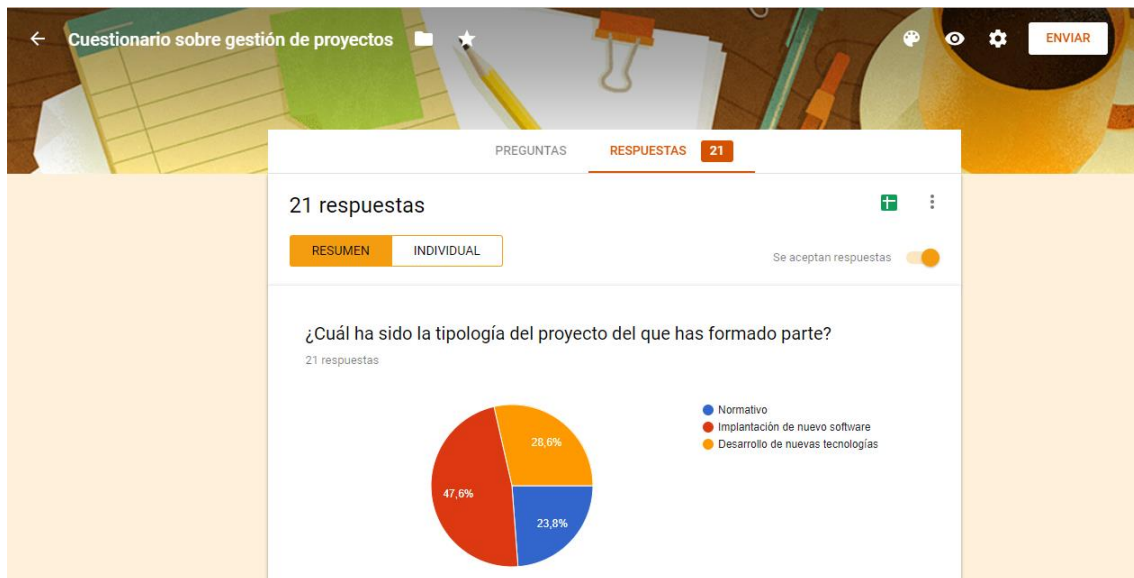 Cuestionario sobre gestión de proyectos
ENVIAR
PREGUNTAS RESPUESTAS 21
21 respuestas
RESUMEN INDIVIDUAL
Se aceptan respuestas
¿Cuál ha sido la tipología del proyecto del que has formado parte?
21 respuestas
Normativo
Implantación de nuevo software
Desarrollo de nuevas tecnologías
28,6%
47,6%
23,8%